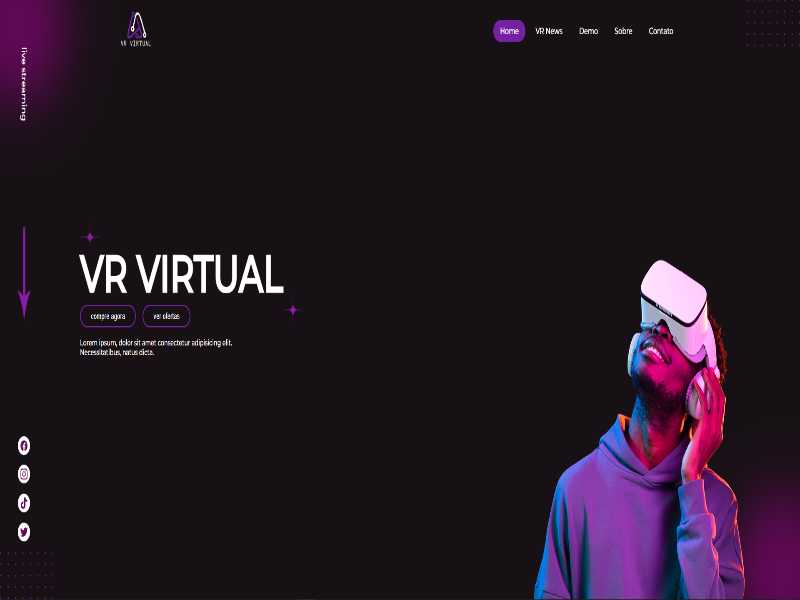 VR VIRTUAL
Home
VR News
Demo
Sobre
Contato
live streaming
VR VIRTUAL
compre agora
ver ofertas
Lorem ipsum, dolor sit amet consectetur adipisicing elit.
Necessitatibus, natus dicta.